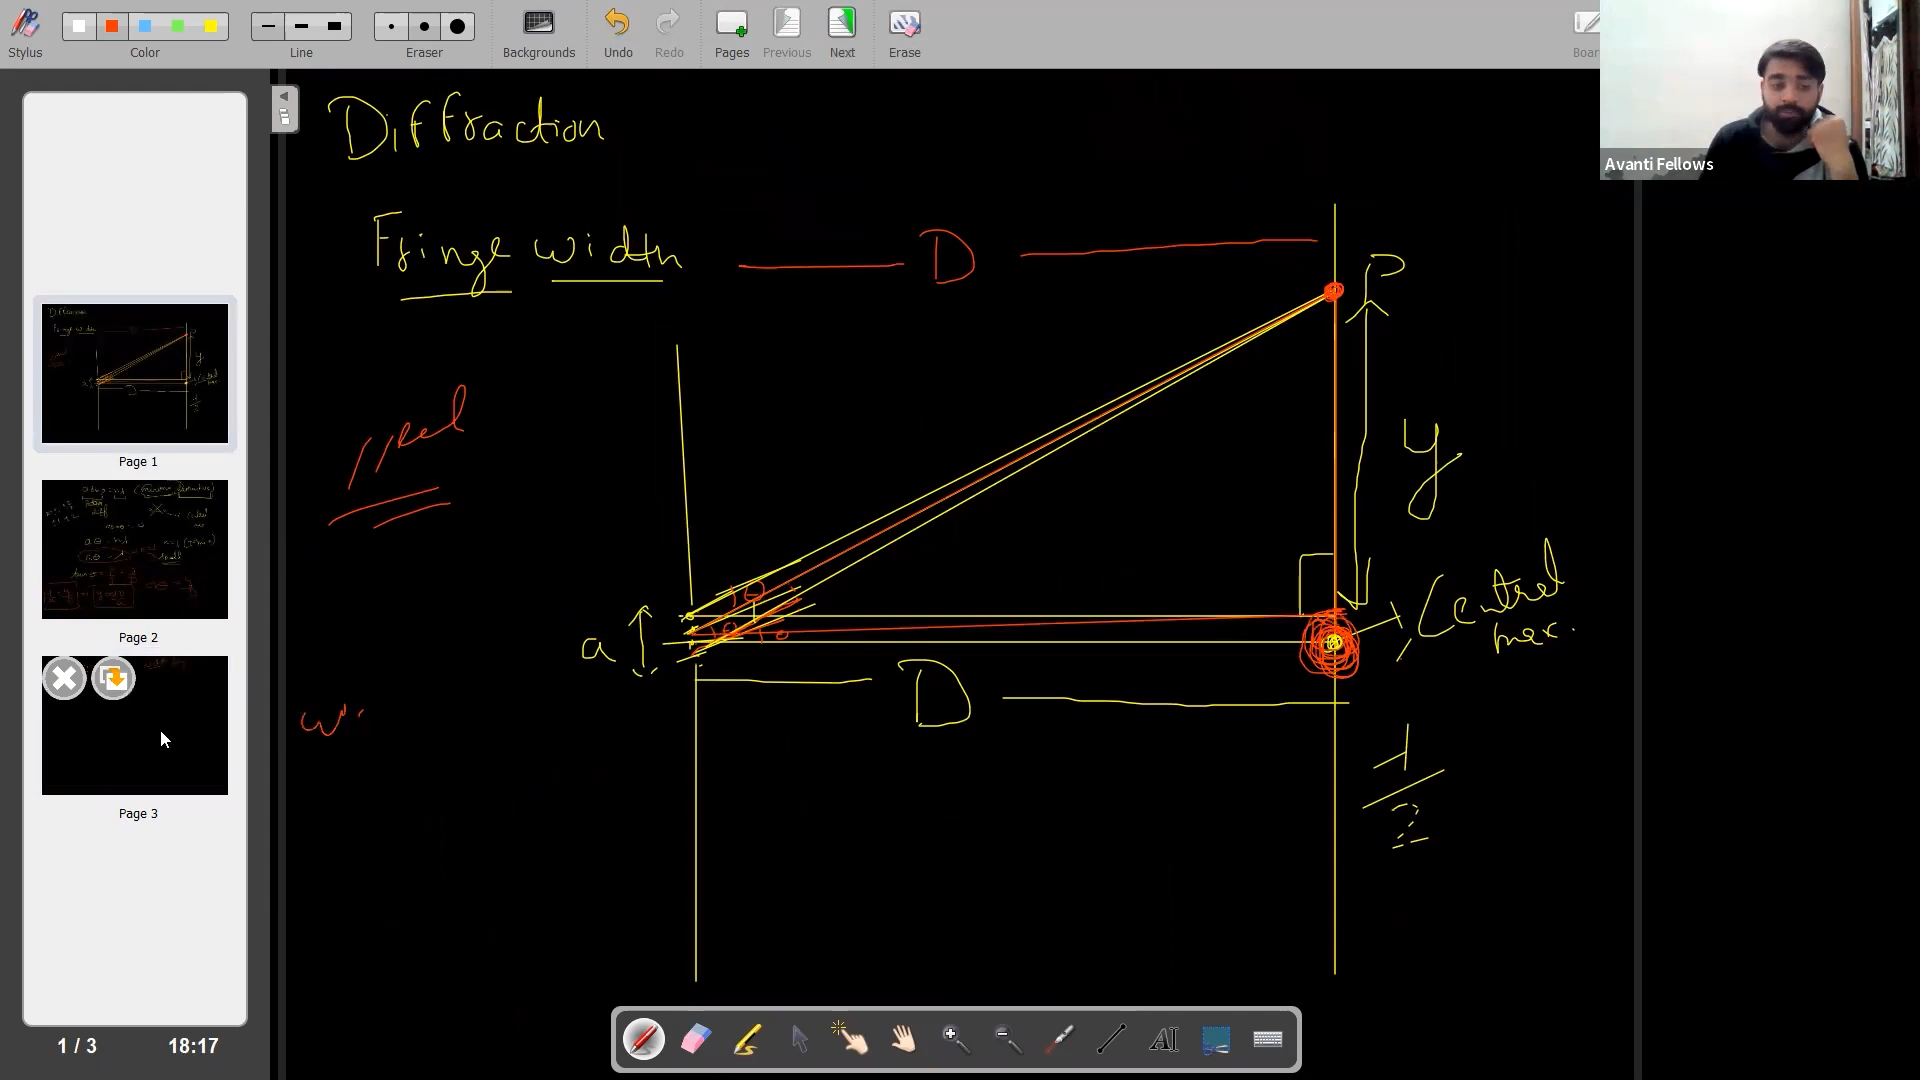 Stylus
Color
Line
Eraser
Backgrounds
Undo
Redo
Pages
Previous
Next
Erase
Boar
Avanti Fellows
Diffraction
Fringe width
D
P
y
θ
a
D
Central
max.
Page 1
Page 2
Page 3
1 / 3
18:17